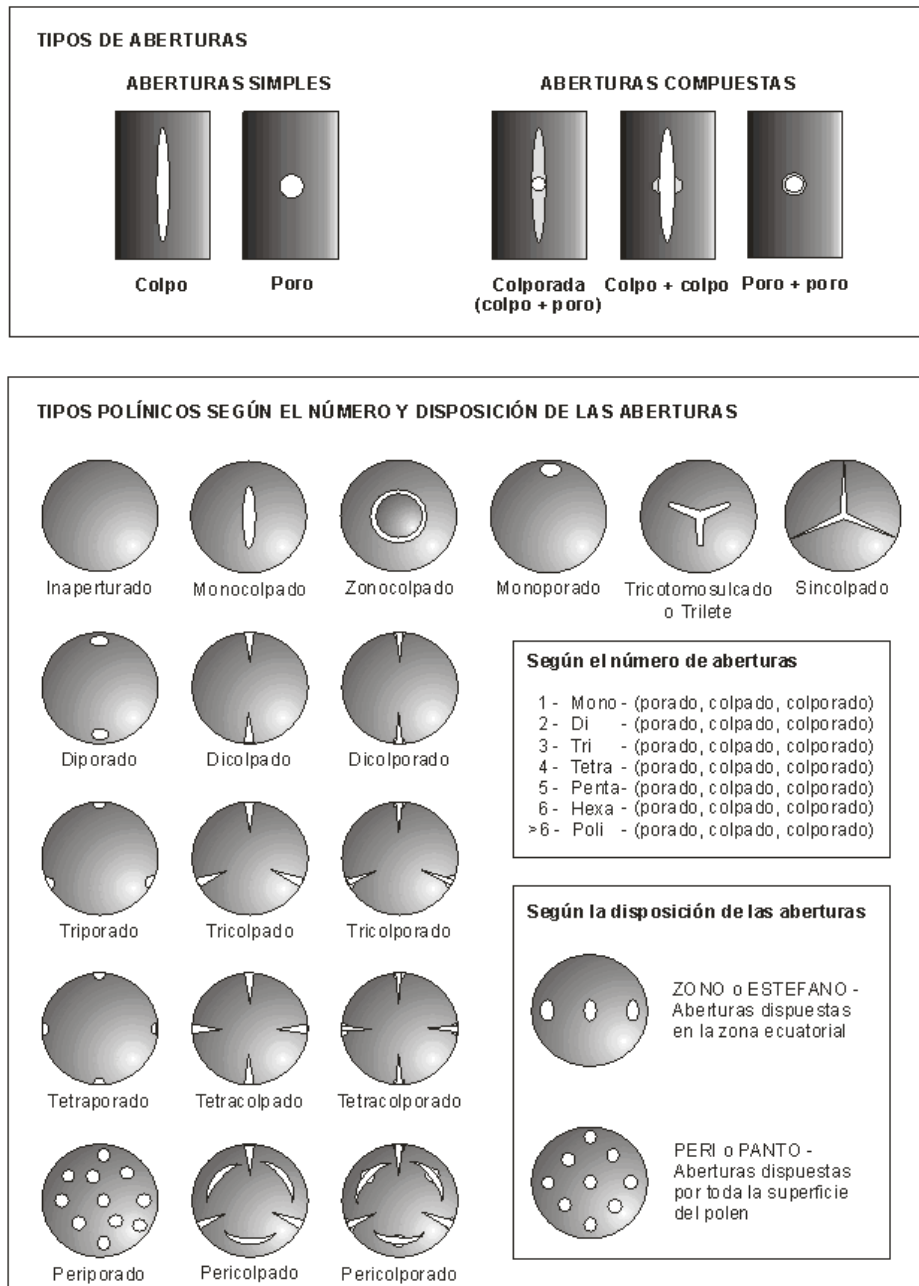 TIPOS DE ABERTURAS
ABERTURAS SIMPLES
ABERTURAS COMPUESTAS
Colpo
Poro
Colporada
(colpo + poro)
Colpo + colpo
Poro + poro
TIPOS POLÍNICOS SEGÚN EL NÚMERO Y DISPOSICIÓN DE LAS ABERTURAS
Inaperturado
Monocolpado
Zonocolpado
Monoporado
Tricotomosulcado
o Trilete
Sincolpado
Diporado
Dicolpado
Dicolporado
Según el número de aberturas
1 - Mono - (porado, colpado, colporado)
2 - Di - (porado, colpado, colporado)
3 - Tri - (porado, colpado, colporado)
4 - Tetra - (porado, colpado, colporado)
5 - Penta- (porado, colpado, colporado)
6 - Hexa - (porado, colpado, colporado)
>6 - Poli - (porado, colpado, colporado)
Triporado
Tricolpado
Tricolporado
Según la disposición de las aberturas
ZONO o ESTEFANO -
Aberturas dispuestas
en la zona ecuatorial
Tetraporado
Tetracolpado
Tetracolporado
PERI o PANTO -
Aberturas dispuestas
por toda la superficie
del polen
Periporado
Pericolpado
Pericolporado